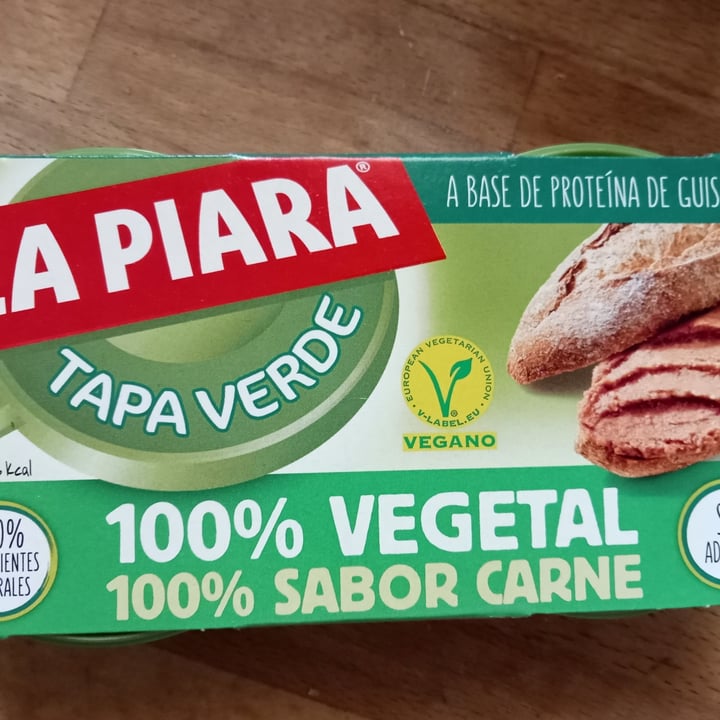 LA PIARA®
TAPA VERDE
A BASE DE PROTEÍNA DE
EUROPEAN VEGETARIAN UNION
V-LABEL.EU
VEGANO
Kcal
100% VEGETAL
100% SABOR CARNE